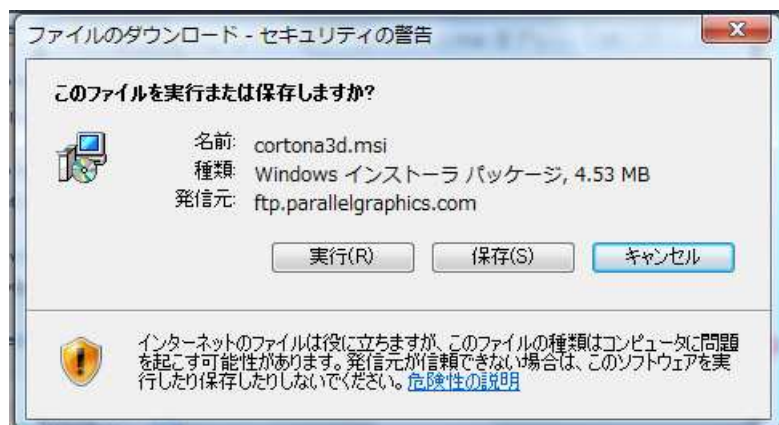 ファイルのダウンロード - セキュリティの警告
このファイルを実行または保存しますか?
名前: cortona3d.msi
種類: Windows インストーラ パッケージ, 4.53 MB
発信元: ftp.parallelgraphics.com
実行(R) 保存(S) キャンセル
インターネットのファイルは役に立ちますが、このファイルの種類はコンピュータに問題
を起こす可能性があります。発信元が信頼できない場合は、このソフトウェアを実
行したり保存したりしないでください。危険性の説明